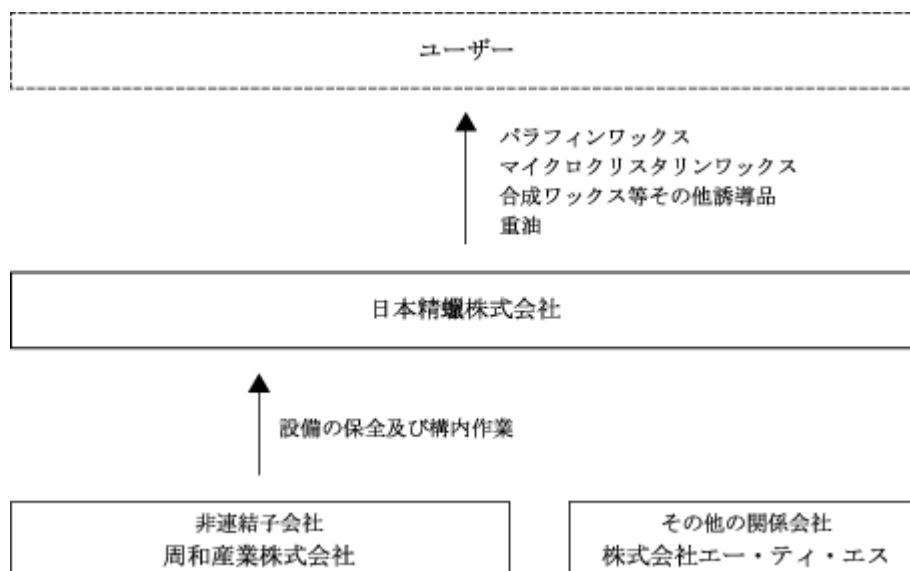 ユーザー
パラフィンワックス
マイクロクリスタリンワックス
合成ワックス等その他誘導品
重油
日本精蠟株式会社
設備の保全及び構内作業
非連結子会社
周和産業株式会社
その他の関係会社
株式会社エー・ティ・エス